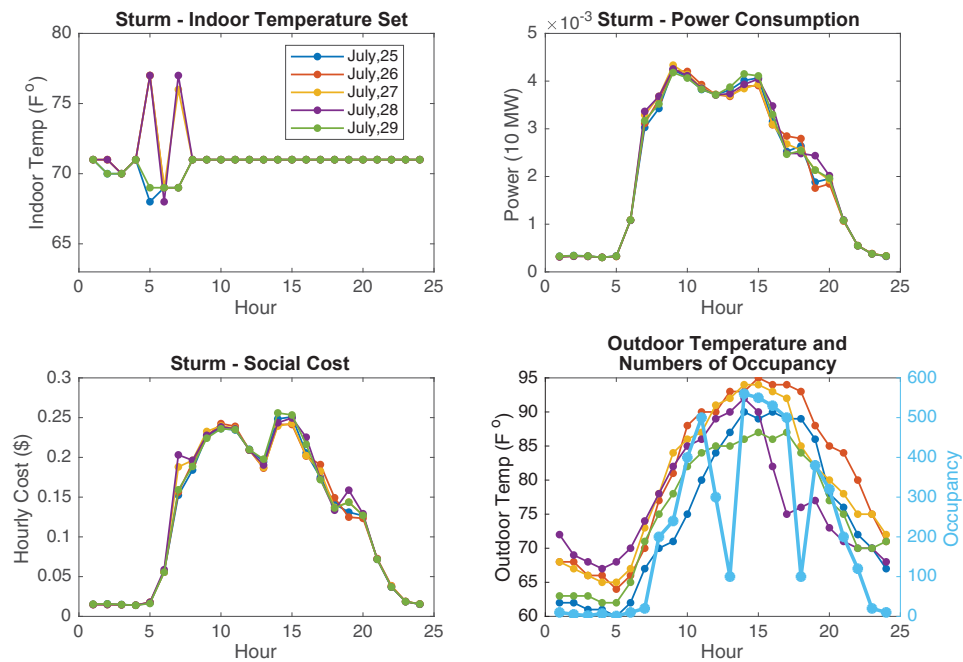 Sturm - Indoor Temperature Set
80
75
70
65
Indoor Temp (F°)
0 5 10 15 20 25
Hour
July,25
July,26
July,27
July,28
July,29
Sturm - Power Consumption
×10⁻³
5
4
3
2
1
0
Power (10 MW)
0 5 10 15 20 25
Hour
Sturm - Social Cost
0.3
0.25
0.2
0.15
0.1
0.05
0
Hourly Cost ($)
0 5 10 15 20 25
Hour
Outdoor Temperature and
Numbers of Occupancy
95
90
85
80
75
70
65
60
Outdoor Temp (F°)
600
500
400
300
200
100
0
Occupancy
0 5 10 15 20 25
Hour